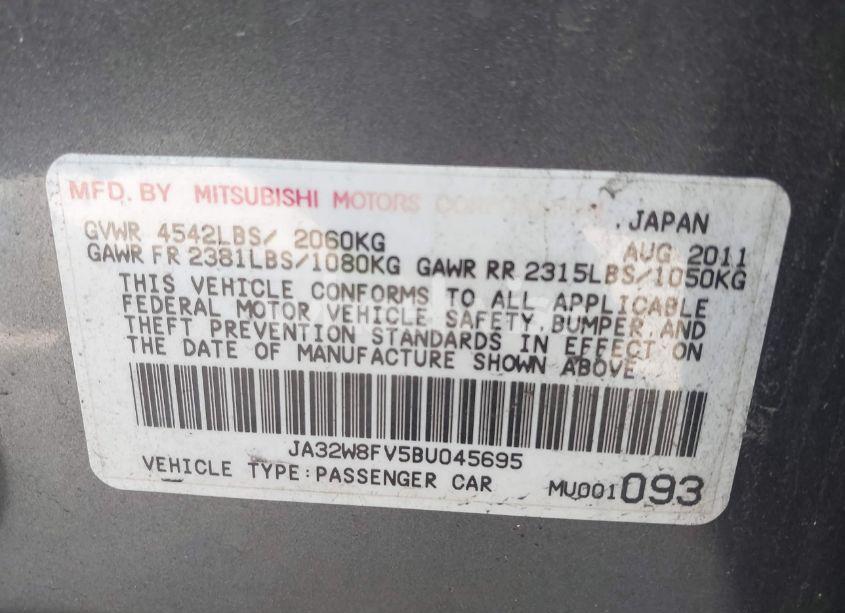 MFD. BY MITSUBISHI MOTORS CORPORATION, JAPAN
GVWR 4542LBS/ 2060KG AUG 2011
GAWR FR 2381LBS/1080KG GAWR RR 2315LBS/1050KG
THIS VEHICLE CONFORMS TO ALL APPLICABLE
FEDERAL MOTOR VEHICLE SAFETY, BUMPER, AND
THEFT PREVENTION STANDARDS IN EFFECT ON
THE DATE OF MANUFACTURE SHOWN ABOVE.
JA32W8FV5BU045695
VEHICLE TYPE:PASSENGER CAR MU001093